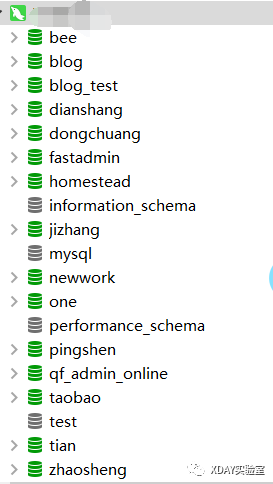 bee
blog
blog_test
dianshang
dongchuang
fastadmin
homestead
information_schema
jizhang
mysql
newwork
one
performance_schema
pingshen
qf_admin_online
taobao
test
tian
zhaosheng
XDAY实验室